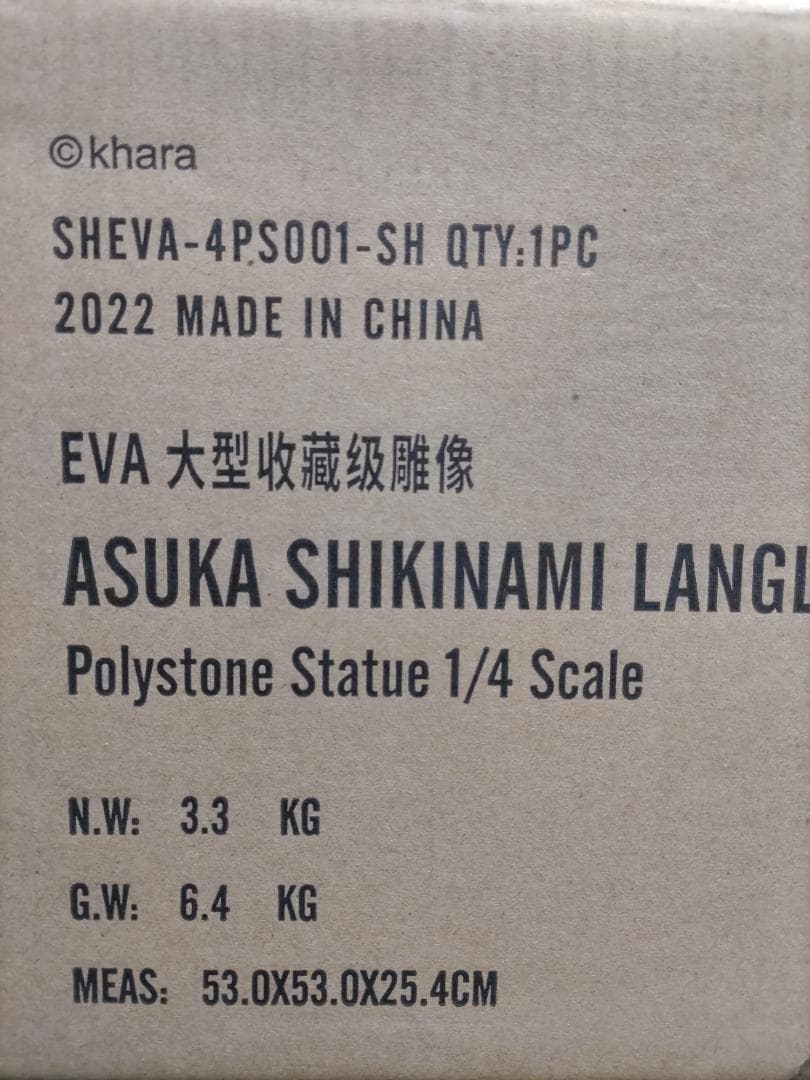 ©khara
SHEVA-4PS001-SH QTY:1PC
2022 MADE IN CHINA
EVA 大型收藏级雕像
ASUKA SHIKINAMI LANGL
Polystone Statue 1/4 Scale
N.W: 3.3 KG
G.W: 6.4 KG
MEAS: 53.0X53.0X25.4CM